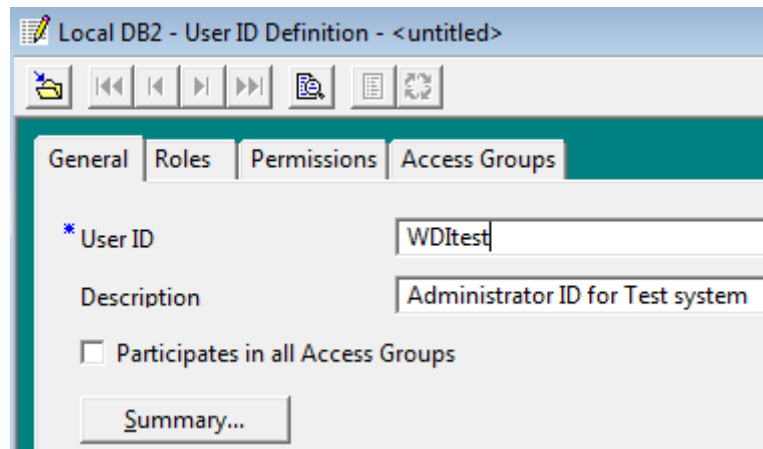 Local DB2 - User ID Definition - <untitled>
General Roles Permissions Access Groups
* User ID WDItest
Description Administrator ID for Test system
Participates in all Access Groups
Summary...